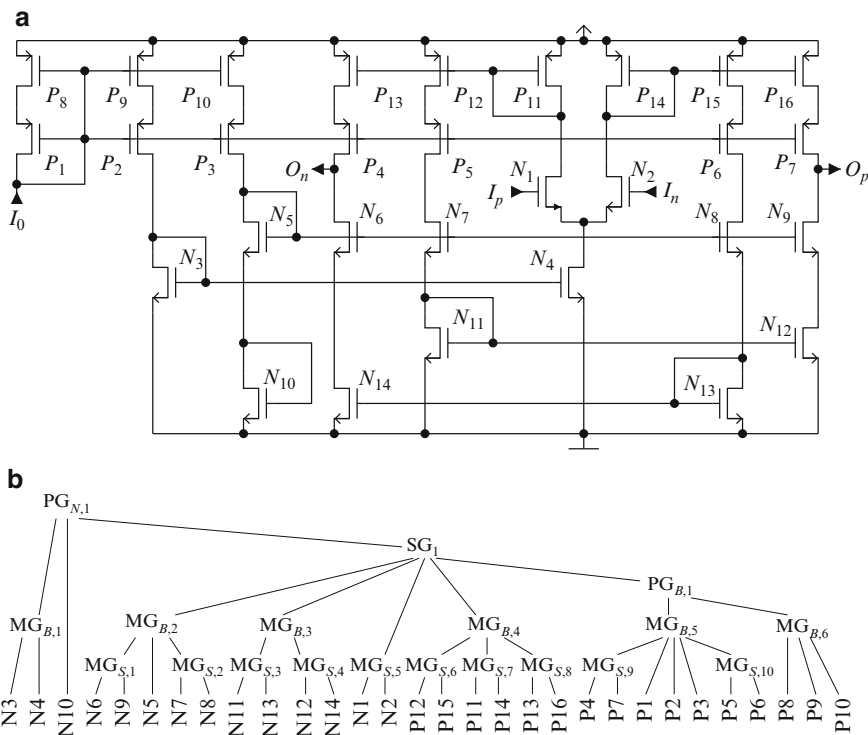 a
P8 P9 P10 P13 P12 P11 P14 P15 P16
P1 P2 P3 On P4 P5 N1 N2 P6 P7 Op
I0 Ip In
N5 N6 N7 N8 N9
N3 N4
N11 N12
N10 N14 N13
b
PGN,1
SG1
PGB,1
MGB,1 MGB,2 MGB,3 MGB,4 MGB,5 MGB,6
MGS,1 MGS,2 MGS,3 MGS,4 MGS,5 MGS,6 MGS,7 MGS,8 MGS,9 MGS,10
N3 N4 N10 N6 N9 N5 N7 N8 N11 N13 N12 N14 N1 N2 P12 P15 P11 P14 P13 P16 P4 P7 P1 P2 P3 P5 P6 P8 P9 P10